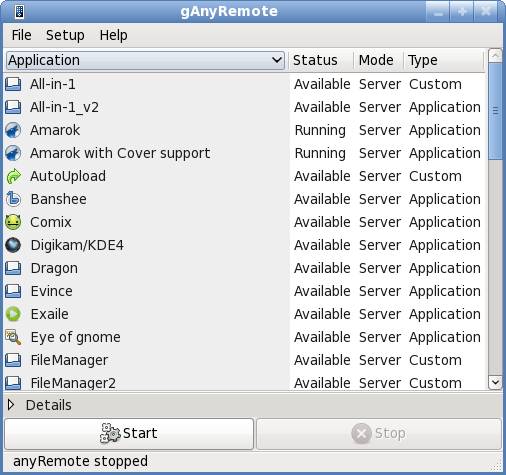 gAnyRemote
File Setup Help
Application Status Mode Type
All-in-1 Available Server Custom
All-in-1_v2 Available Server Application
Amarok Running Server Application
Amarok with Cover support Running Server Application
AutoUpload Available Server Custom
Banshee Available Server Application
Comix Available Server Application
Digikam/KDE4 Available Server Application
Dragon Available Server Application
Evince Available Server Application
Exaile Available Server Application
Eye of gnome Available Server Application
FileManager Available Server Custom
FileManager2 Available Server Custom
Details
Start Stop
anyRemote stopped